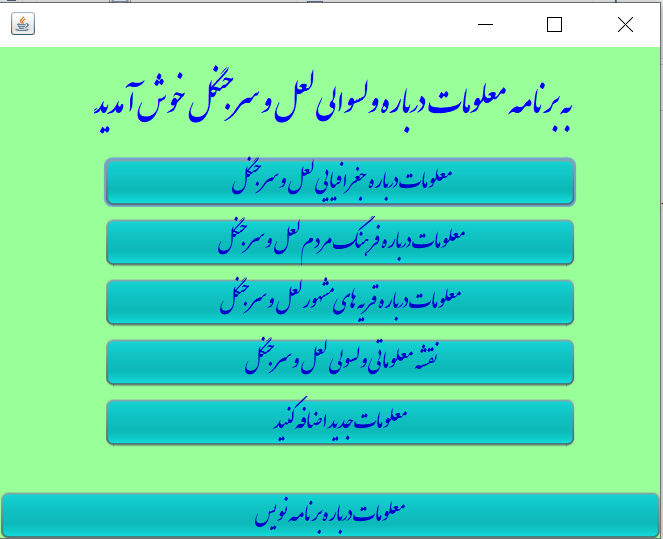 به برنامه معلومات درباره ولسوالی لعل و سرجنگل خوش آمدید
معلومات درباره جغرافیایی لعل و سرجنگل
معلومات درباره فرهنگ مردم لعل و سرجنگل
معلومات درباره قریه های مشهور لعل و سرجنگل
نقشه معلوماتی ولسولی لعل و سرجنگل
معلومات جدید اضافه کنید
معلومات درباره برنامه نویس